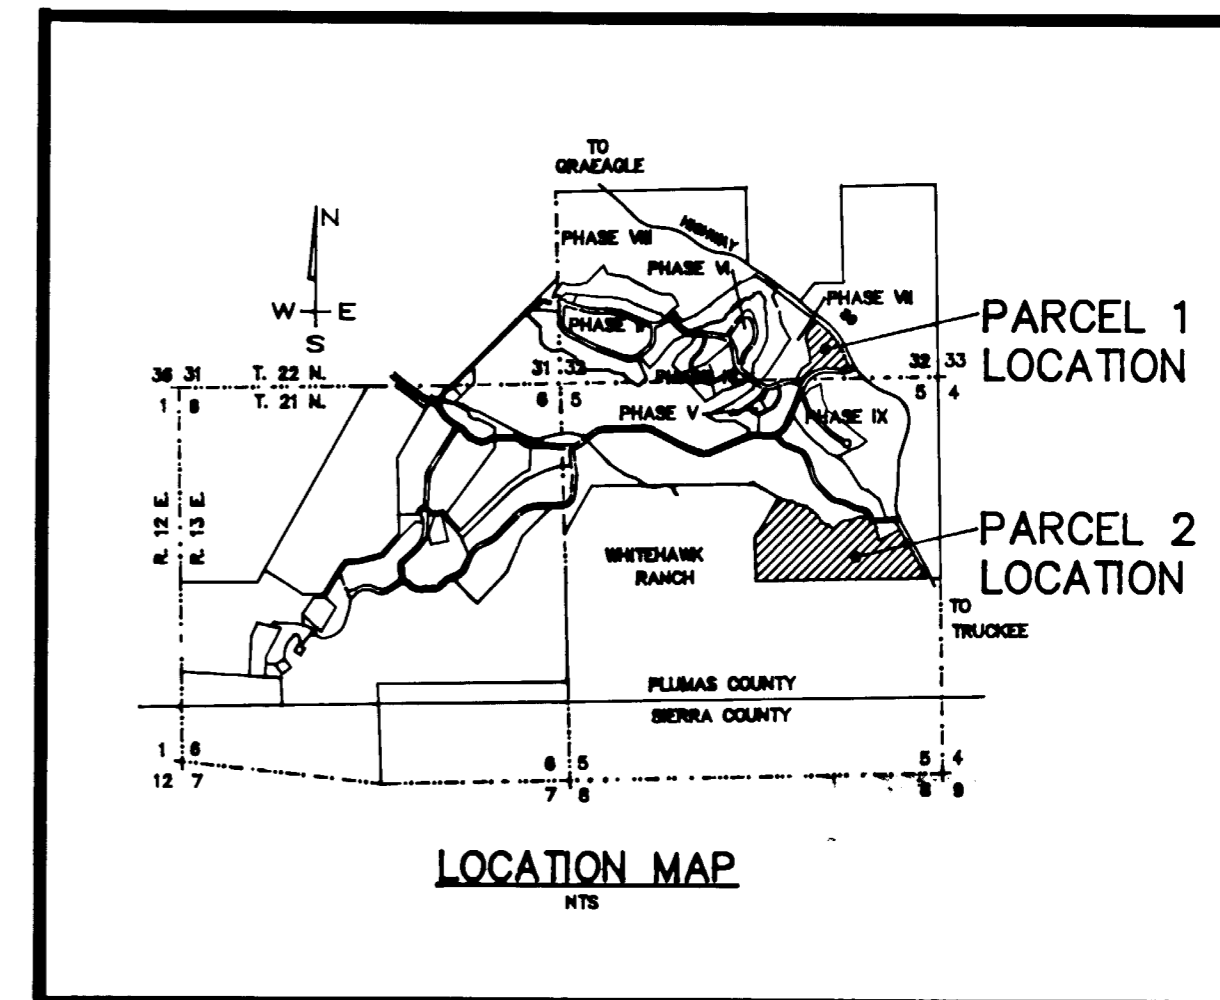 TO
GRAEAGLE
N
W E
S
PHASE VIII
HIGHWAY
PHASE VI
PHASE VII
89
PARCEL 1
LOCATION
PHASE II
36 31 T. 22 N. 31 32 32 33
1 6 T. 21 N. 6 5 5 4
PHASE V
PHASE IX
R. 12 E.
R. 13 E.
WHITEHAWK
RANCH
PARCEL 2
LOCATION
TO
TRUCKEE
PLUMAS COUNTY
SIERRA COUNTY
1 6 6 5 5 4
12 7 7 8 8 9
LOCATION MAP
NTS